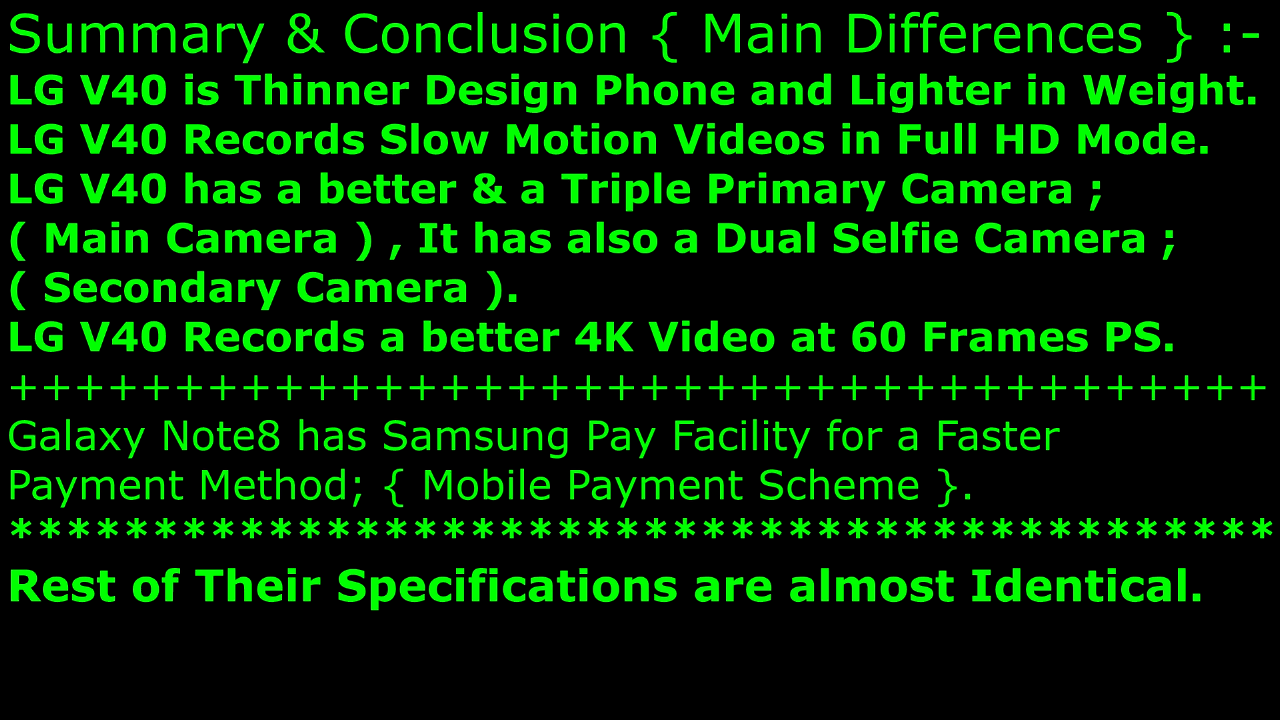 Summary & Conclusion { Main Differences } :-
LG V40 is Thinner Design Phone and Lighter in Weight.
LG V40 Records Slow Motion Videos in Full HD Mode.
LG V40 has a better & a Triple Primary Camera ;
( Main Camera ) , It has also a Dual Selfie Camera ;
( Secondary Camera ).
LG V40 Records a better 4K Video at 60 Frames PS.
++++++++++++++++++++++++++++++++++++++
Galaxy Note8 has Samsung Pay Facility for a Faster
Payment Method; { Mobile Payment Scheme }.
********************************************
Rest of Their Specifications are almost Identical.